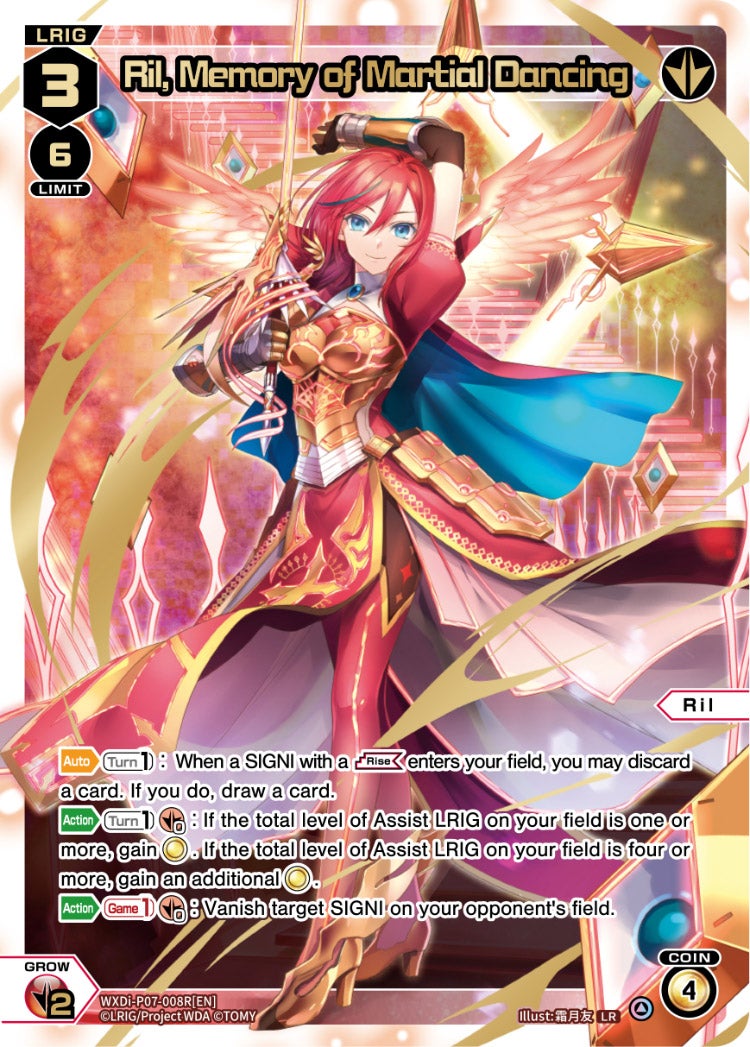 LRIG
3
Ril, Memory of Martial Dancing
6
LIMIT
Ril
Auto Turn 1 : When a SIGNI with a Rise enters your field, you may discard
a card. If you do, draw a card.
Action Turn 1 0 : If the total level of Assist LRIG on your field is one or
more, gain . If the total level of Assist LRIG on your field is four or
more, gain an additional .
Action Game 1 0 : Vanish target SIGNI on your opponent's field.
GROW
2
COIN
4
WXDi-P07-008R[EN]
©LRIG/Project WDA ©TOMY
Illust:霜月友 LR